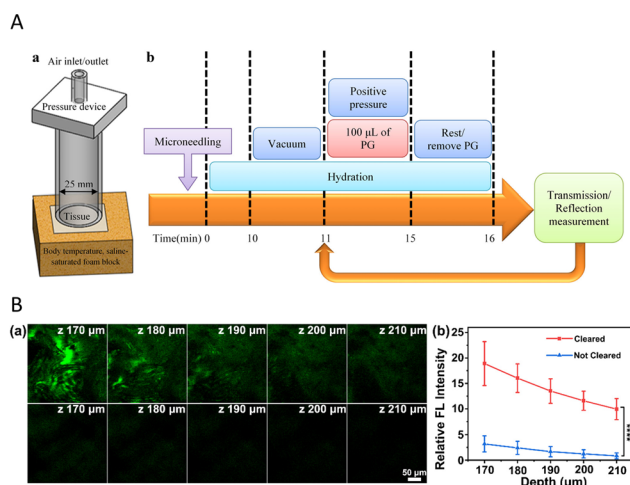 A
a
Air inlet/outlet
Pressure device
25 mm
Tissue
Body temperature, saline-
saturated foam block
b
Microneedling
Vacuum
Positive
pressure
100 μL of
PG
Rest/
remove PG
Hydration
Transmission/
Reflection
measurement
Time(min) 0 10 11 15 16
B
(a)
z 170 μm z 180 μm z 190 μm z 200 μm z 210 μm
z 170 μm z 180 μm z 190 μm z 200 μm z 210 μm
50 μm
(b)
Relative FL Intensity
25
20
15
10
5
0
Cleared
Not Cleared
****
170 180 190 200 210
Depth (um)